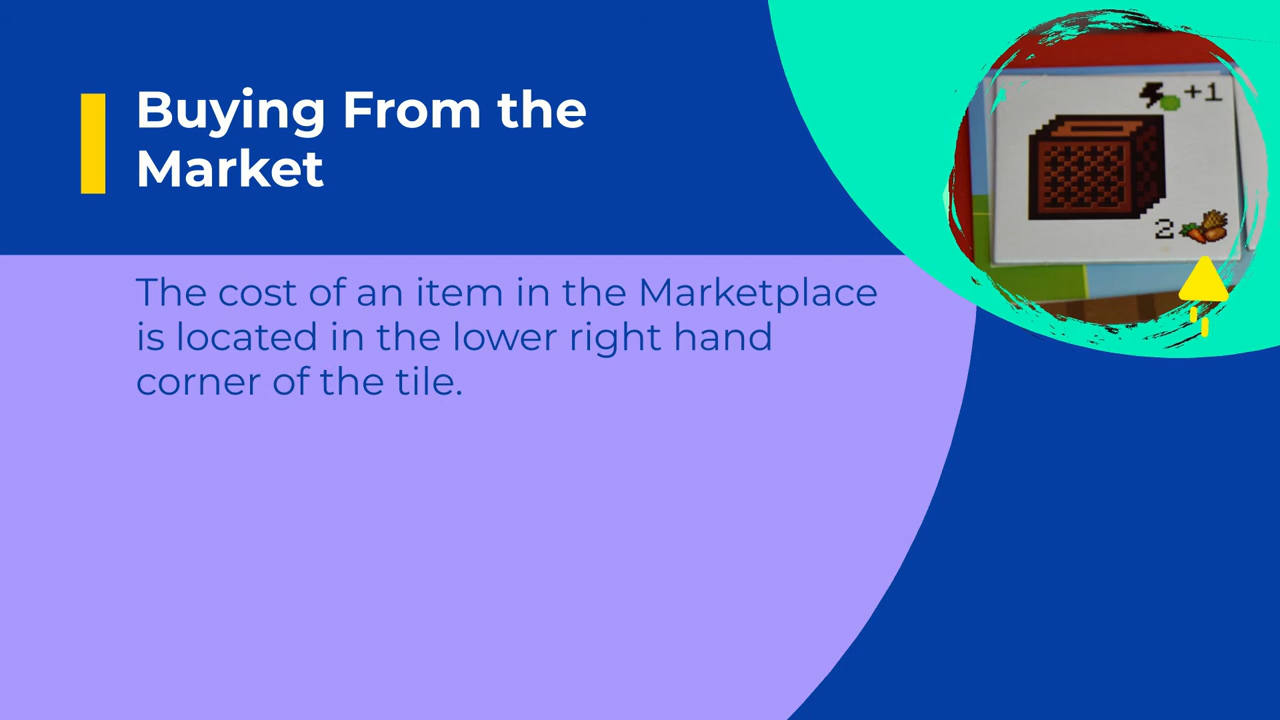 Buying From the
Market
The cost of an item in the Marketplace
is located in the lower right hand
corner of the tile.
+1
2